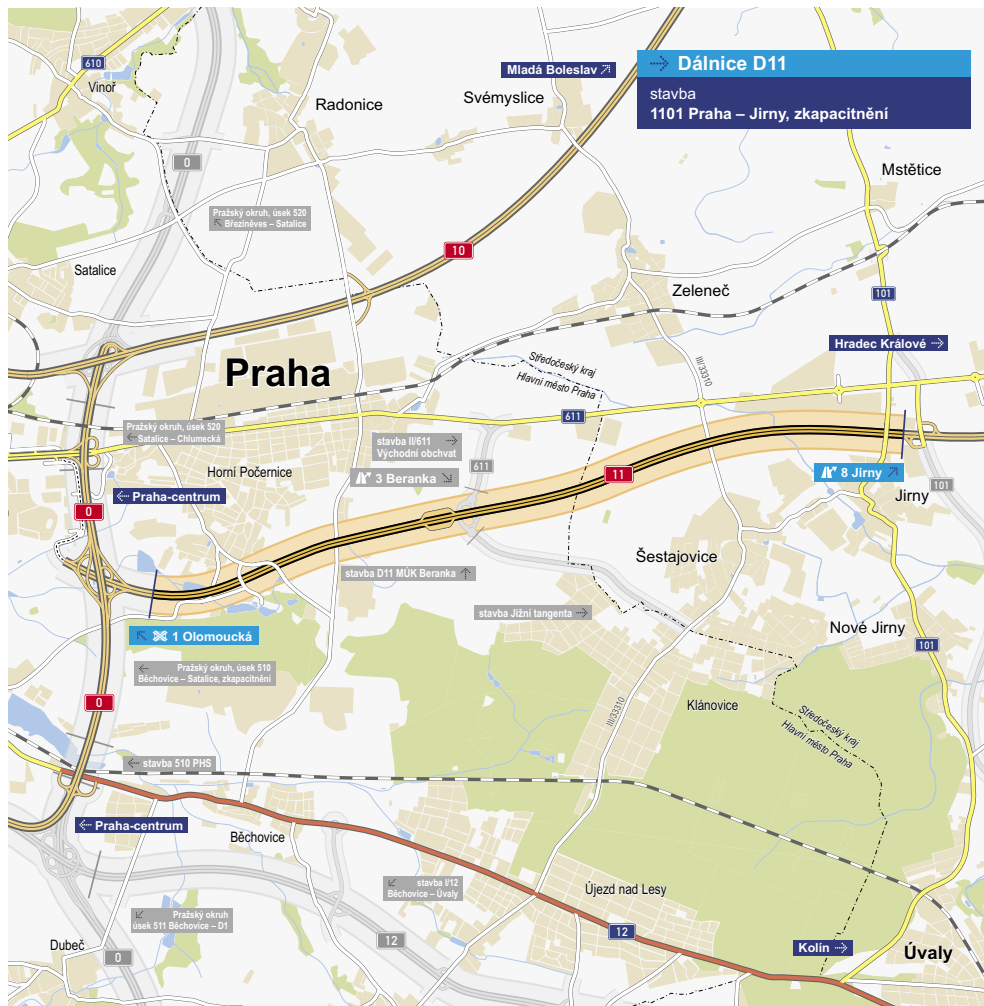 Dálnice D11
stavba
1101 Praha – Jirny, zkapacitnění
610
Vinoř
Radonice
Mladá Boleslav
Svémyslice
0
Mstětice
Pražský okruh, úsek 520
Březiněves – Satalice
10
Satalice
Zeleneč
101
Hradec Králové
Praha
Středočeský kraj
Hlavní město Praha
III/33310
611
Pražský okruh, úsek 520
Satalice – Chlumecká
stavba II/611
Východní obchvat
611
3 Beranka
11
8 Jirny
Horní Počernice
101
Jirny
Praha-centrum
0
Šestajovice
stavba D11 MÚK Beranka
stavba Jižní tangenta
1 Olomoucká
Nové Jirny
101
Pražský okruh, úsek 510
Běchovice – Satalice, zkapacitnění
0
Klánovice
III/33310
Středočeský kraj
Hlavní město Praha
stavba 510 PHS
Praha-centrum
Běchovice
stavba I/12
Běchovice – Úvaly
Újezd nad Lesy
Pražský okruh
úsek 511 Běchovice – D1
12
12
Dubeč
0
Kolín
Úvaly